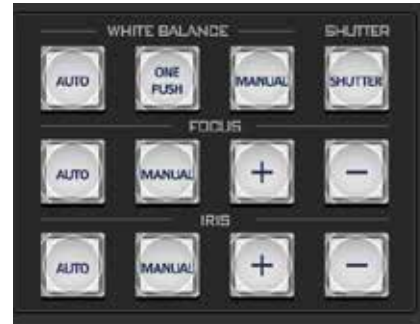 WHITE BALANCE SHUTTER
AUTO ONE PUSH MANUAL SHUTTER
FOCUS
AUTO MANUAL + −
IRIS
AUTO MANUAL + −